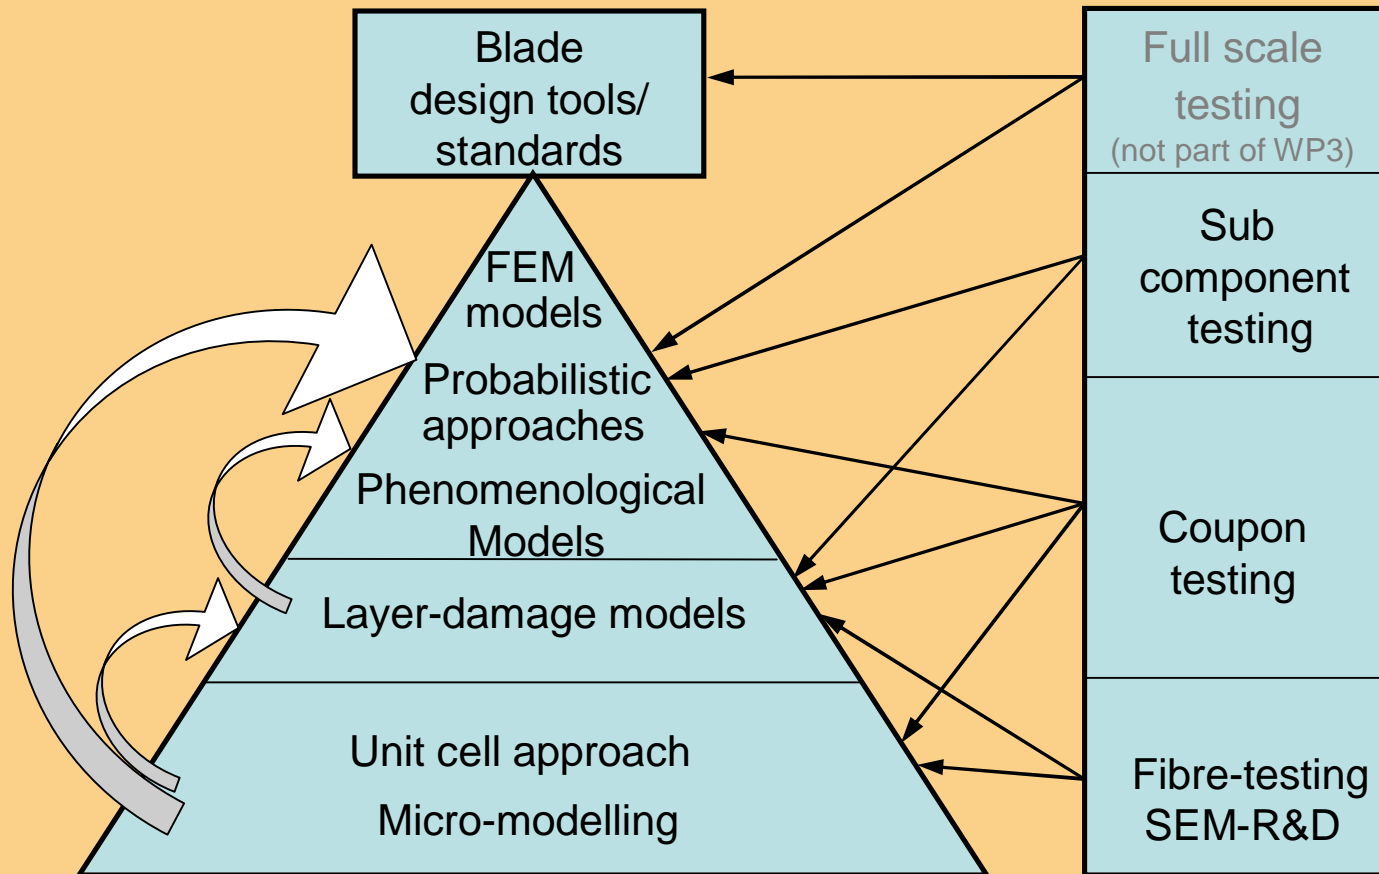 Blade
design tools/
standards
FEM
models
Probabilistic
approaches
Phenomenological
Models
Layer-damage models
Unit cell approach
Micro-modelling
Full scale
testing
(not part of WP3)
Sub
component
testing
Coupon
testing
Fibre-testing
SEM-R&D